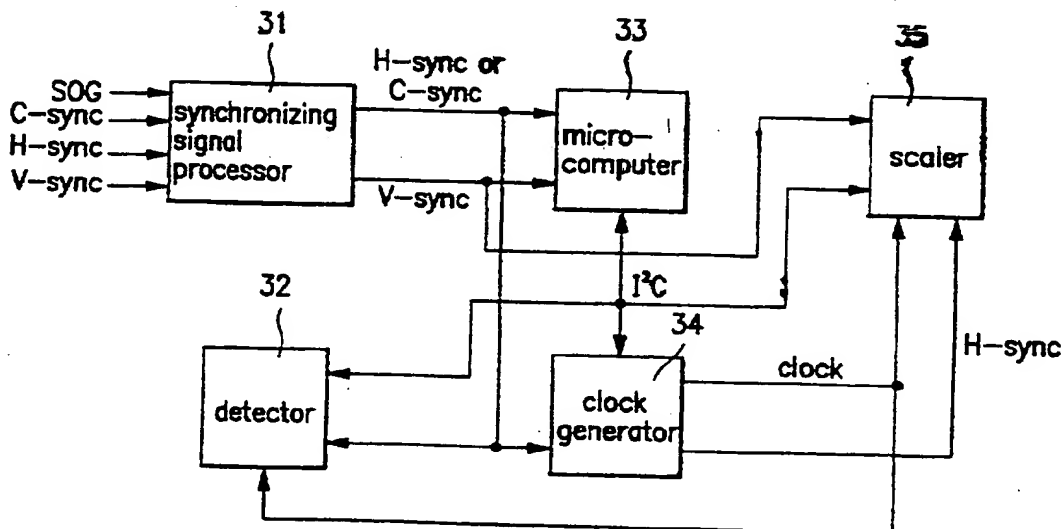 31
33
35
SOG
C-sync
H-sync
V-sync
synchronizing
signal
processor
H-sync or
C-sync
V-sync
micro-
computer
scaler
I²C
32
34
detector
clock
generator
clock
H-sync